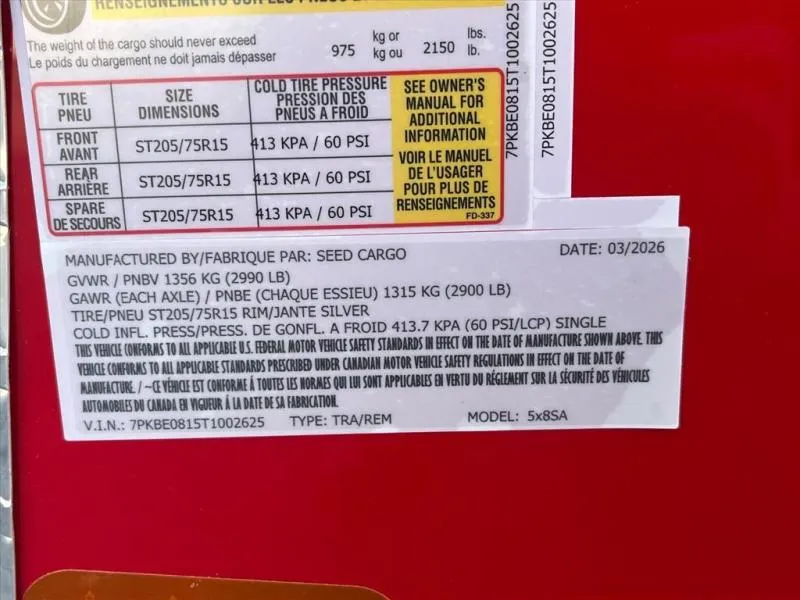 RENSEIGNEMENTS SUR LES PNEUS ET
The weight of the cargo should never exceed
Le poids du chargement ne doit jamais dépasser
975 kg or kg ou 2150 lbs. lb.
TIRE PNEU
SIZE DIMENSIONS
COLD TIRE PRESSURE PRESSION DES PNEUS A FROID
FRONT AVANT ST205/75R15 413 KPA / 60 PSI
REAR ARRIÈRE ST205/75R15 413 KPA / 60 PSI
SPARE DE SECOURS ST205/75R15 413 KPA / 60 PSI
SEE OWNER'S
MANUAL FOR
ADDITIONAL
INFORMATION
VOIR LE MANUEL
DE L'USAGER
POUR PLUS DE
RENSEIGNEMENTS
FD-337
7PKBE0815T1002625
7PKBE0815T1002625
MANUFACTURED BY/FABRIQUE PAR: SEED CARGO DATE: 03/2026
GVWR / PNBV 1356 KG (2990 LB)
GAWR (EACH AXLE) / PNBE (CHAQUE ESSIEU) 1315 KG (2900 LB)
TIRE/PNEU ST205/75R15 RIM/JANTE SILVER
COLD INFL. PRESS/PRESS. DE GONFL. A FROID 413.7 KPA (60 PSI/LCP) SINGLE
THIS VEHICLE CONFORMS TO ALL APPLICABLE U.S. FEDERAL MOTOR VEHICLE SAFETY STANDARDS IN EFFECT ON THE DATE OF MANUFACTURE SHOWN ABOVE. THIS
VEHICLE CONFORMS TO ALL APPLICABLE STANDARDS PRESCRIBED UNDER CANADIAN MOTOR VEHICLE SAFETY REGULATIONS IN EFFECT ON THE DATE OF
MANUFACTURE. / ~CE VÉHICLE EST CONFORME À TOUTES LES NORMES QUI LUI SONT APPLICABLES EN VERTU DU RÉGLEMENT SUR LA SÉCURITÉ DES VÉHICULES
AUTOMOBILES DU CANADA EN VIGUEUR À LA DATE DE SA FABRICATION.
V.I.N.: 7PKBE0815T1002625 TYPE: TRA/REM MODEL: 5x8SA